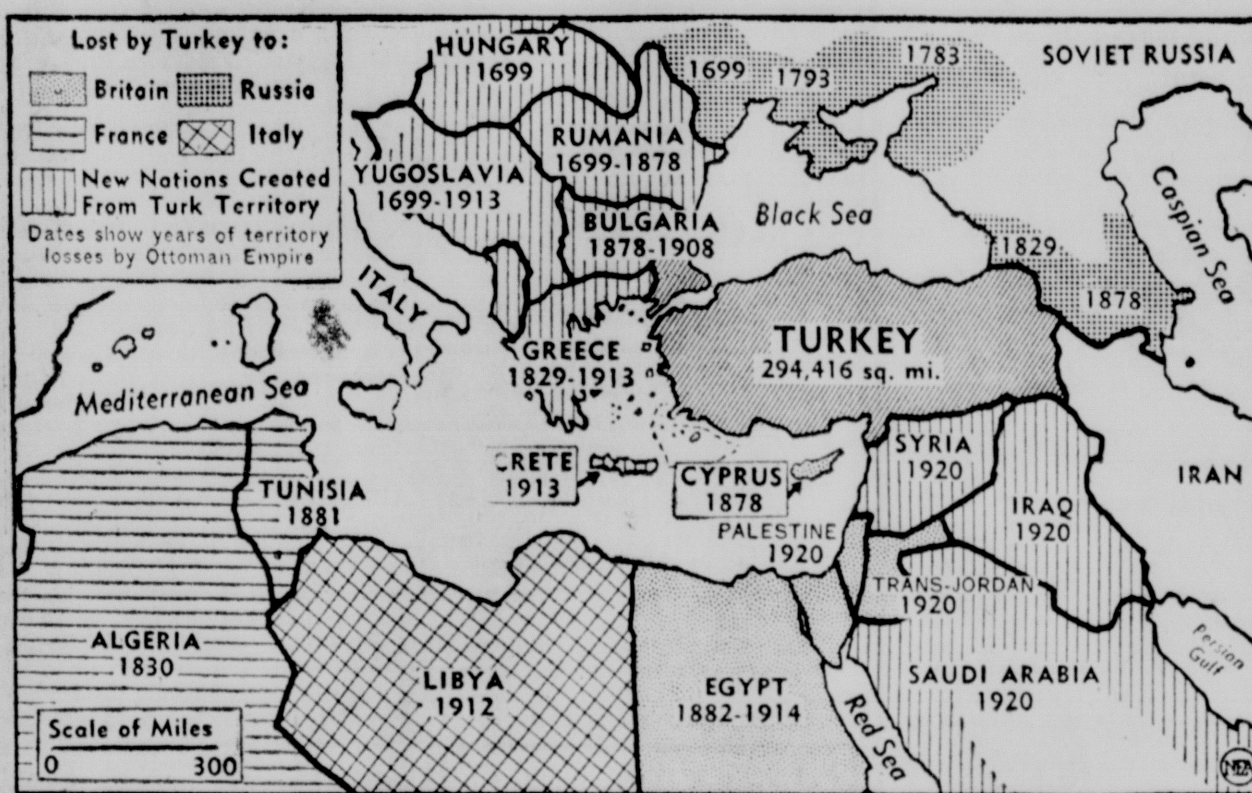 Lost by Turkey to:
Britain Russia
France Italy
New Nations Created
From Turk Territory
Dates show years of territory
losses by Ottoman Empire
HUNGARY
1699
1699
1793
1783
SOVIET RUSSIA
RUMANIA
1699-1878
YUGOSLAVIA
1699-1913
BULGARIA
1878-1908
Black Sea
Caspian Sea
1829
1878
ITALY
TURKEY
294,416 sq. mi.
GREECE
1829-1913
Mediterranean Sea
CRETE
1913
CYPRUS
1878
SYRIA
1920
IRAQ
1920
IRAN
TUNISIA
1881
PALESTINE
1920
TRANS-JORDAN
1920
ALGERIA
1830
LIBYA
1912
EGYPT
1882-1914
Red Sea
SAUDI ARABIA
1920
Persian
Gulf
Scale of Miles
0 300
NEA